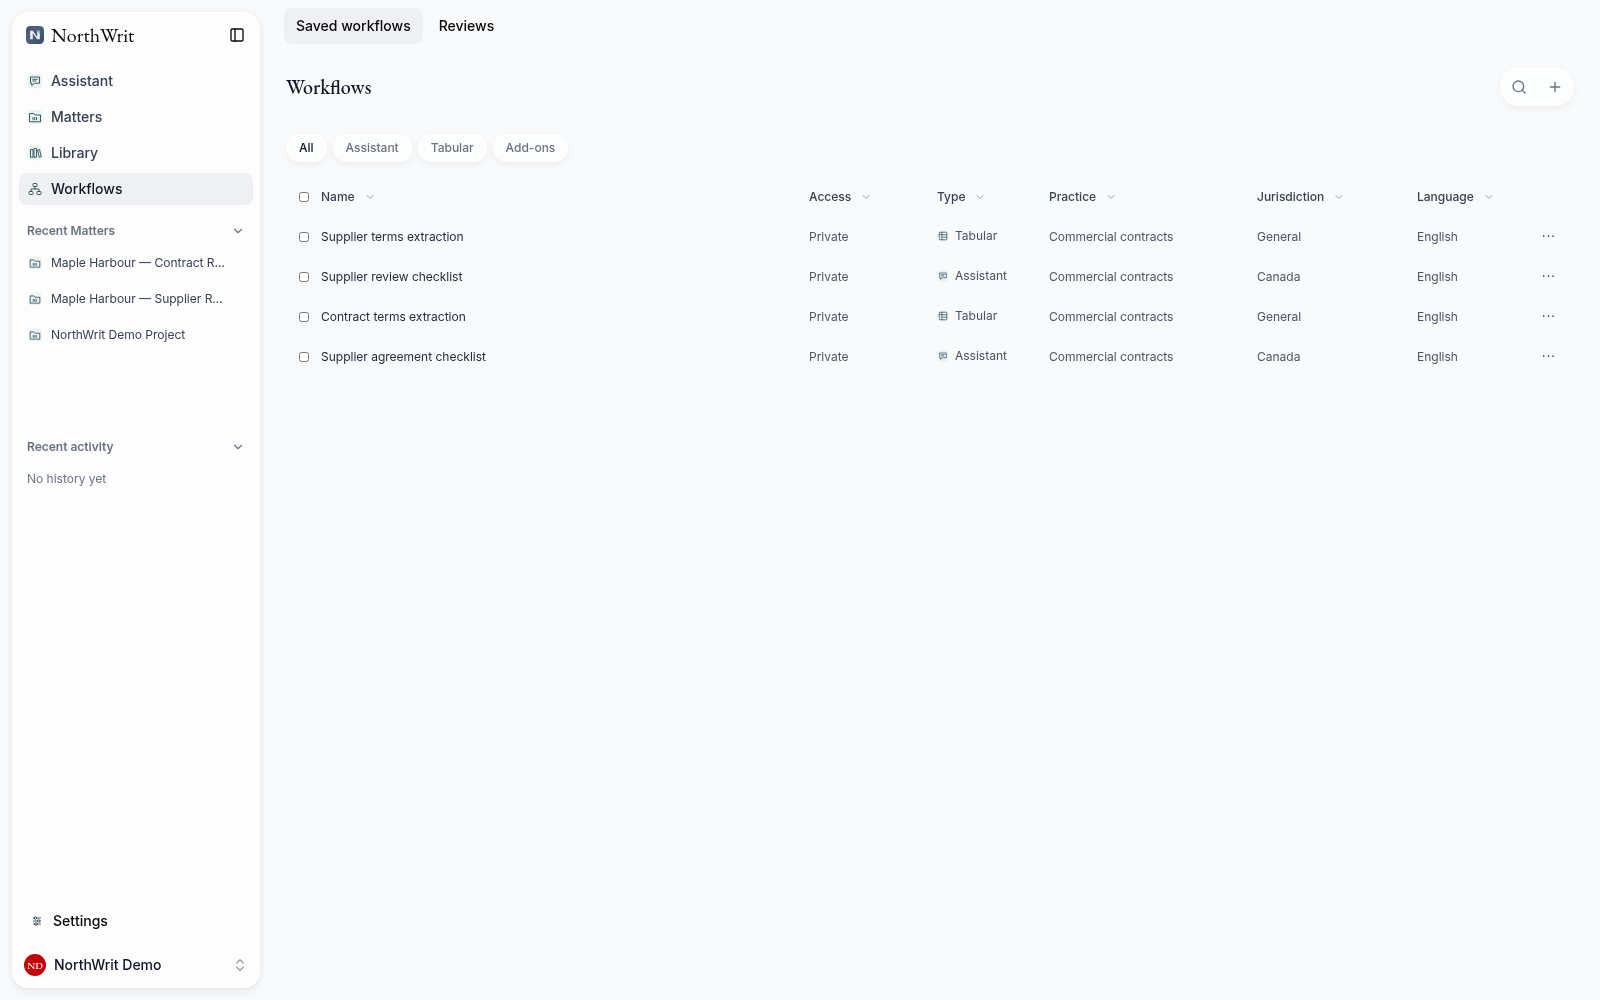 NorthWrit
Assistant
Matters
Library
Workflows
Recent Matters
Maple Harbour — Contract R...
Maple Harbour — Supplier R...
NorthWrit Demo Project
Recent activity
No history yet
Settings
ND NorthWrit Demo
Saved workflows Reviews
Workflows
All Assistant Tabular Add-ons
Name Access Type Practice Jurisdiction Language
Supplier terms extraction Private Tabular Commercial contracts General English
Supplier review checklist Private Assistant Commercial contracts Canada English
Contract terms extraction Private Tabular Commercial contracts General English
Supplier agreement checklist Private Assistant Commercial contracts Canada English